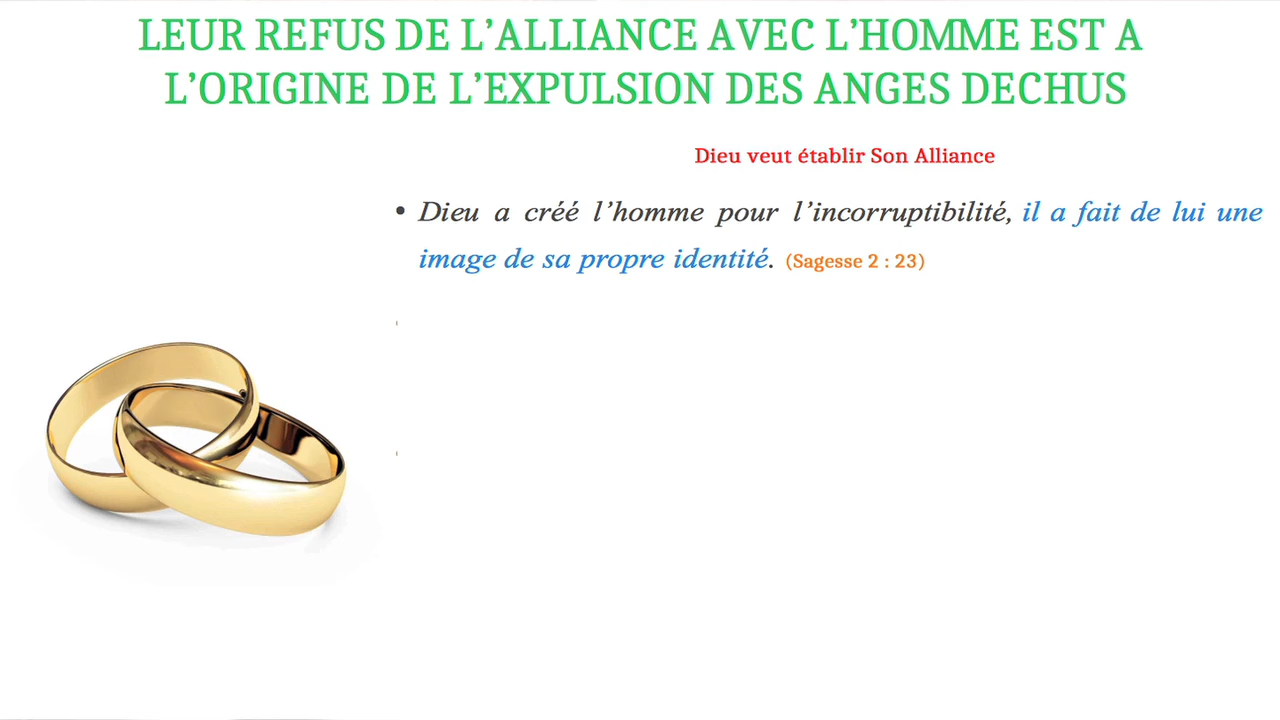 LEUR REFUS DE L’ALLIANCE AVEC L’HOMME EST A
L’ORIGINE DE L’EXPULSION DES ANGES DECHUS
Dieu veut établir Son Alliance
• Dieu a créé l’homme pour l’incorruptibilité, il a fait de lui une
image de sa propre identité. (Sagesse 2 : 23)